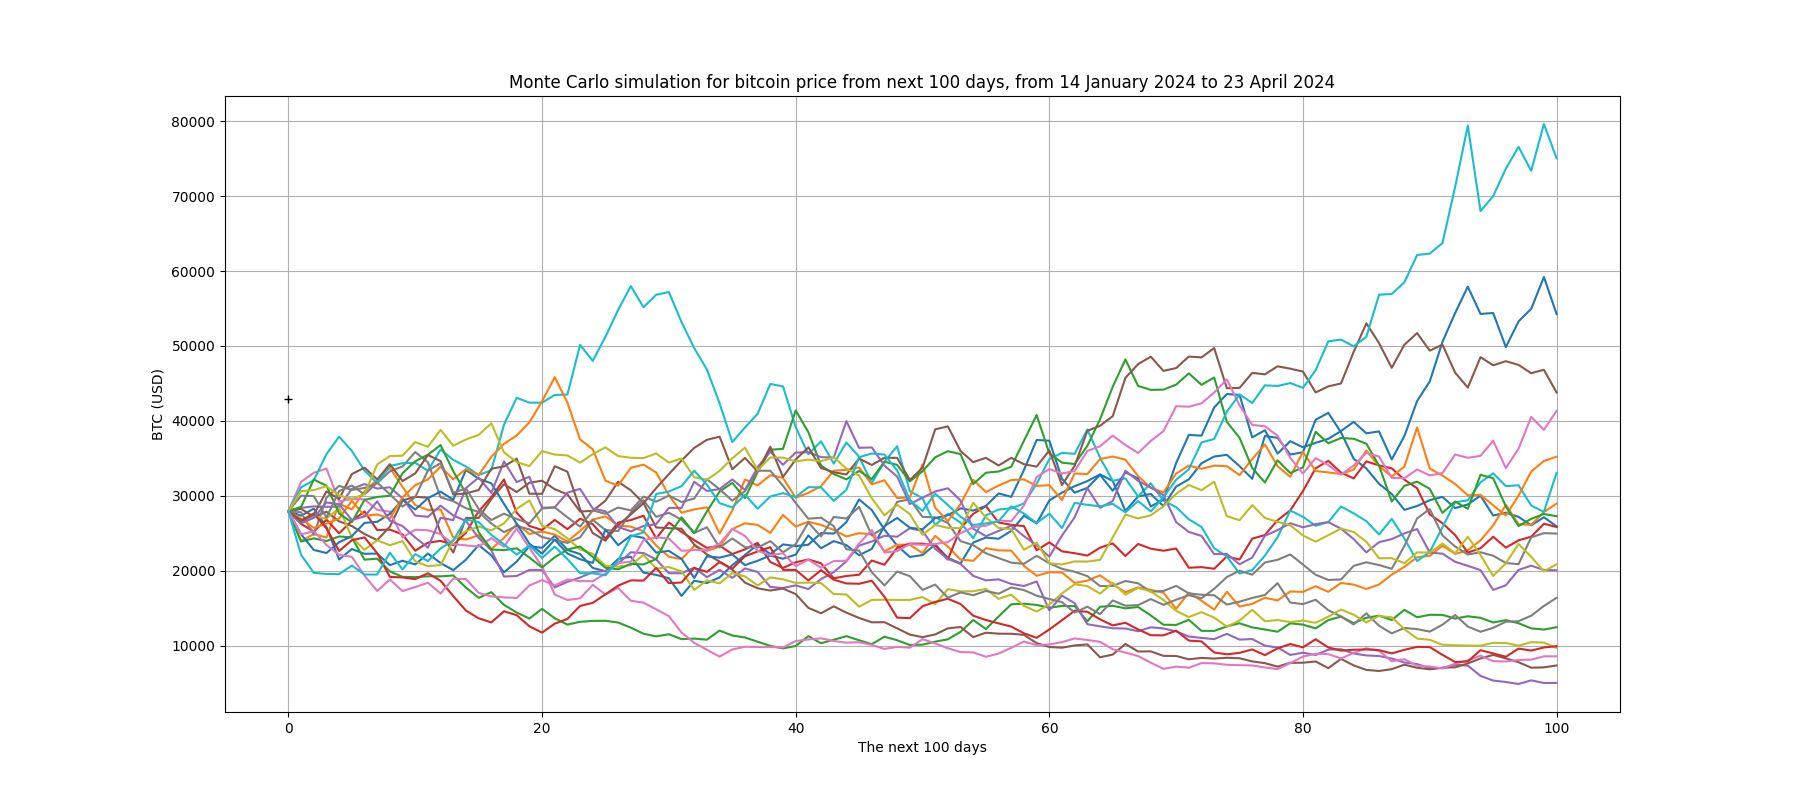 Monte Carlo simulation for bitcoin price from next 100 days, from 14 January 2024 to 23 April 2024
80000
70000
60000
50000
40000
30000
20000
10000
BTC (USD)
0 20 40 60 80 100
The next 100 days